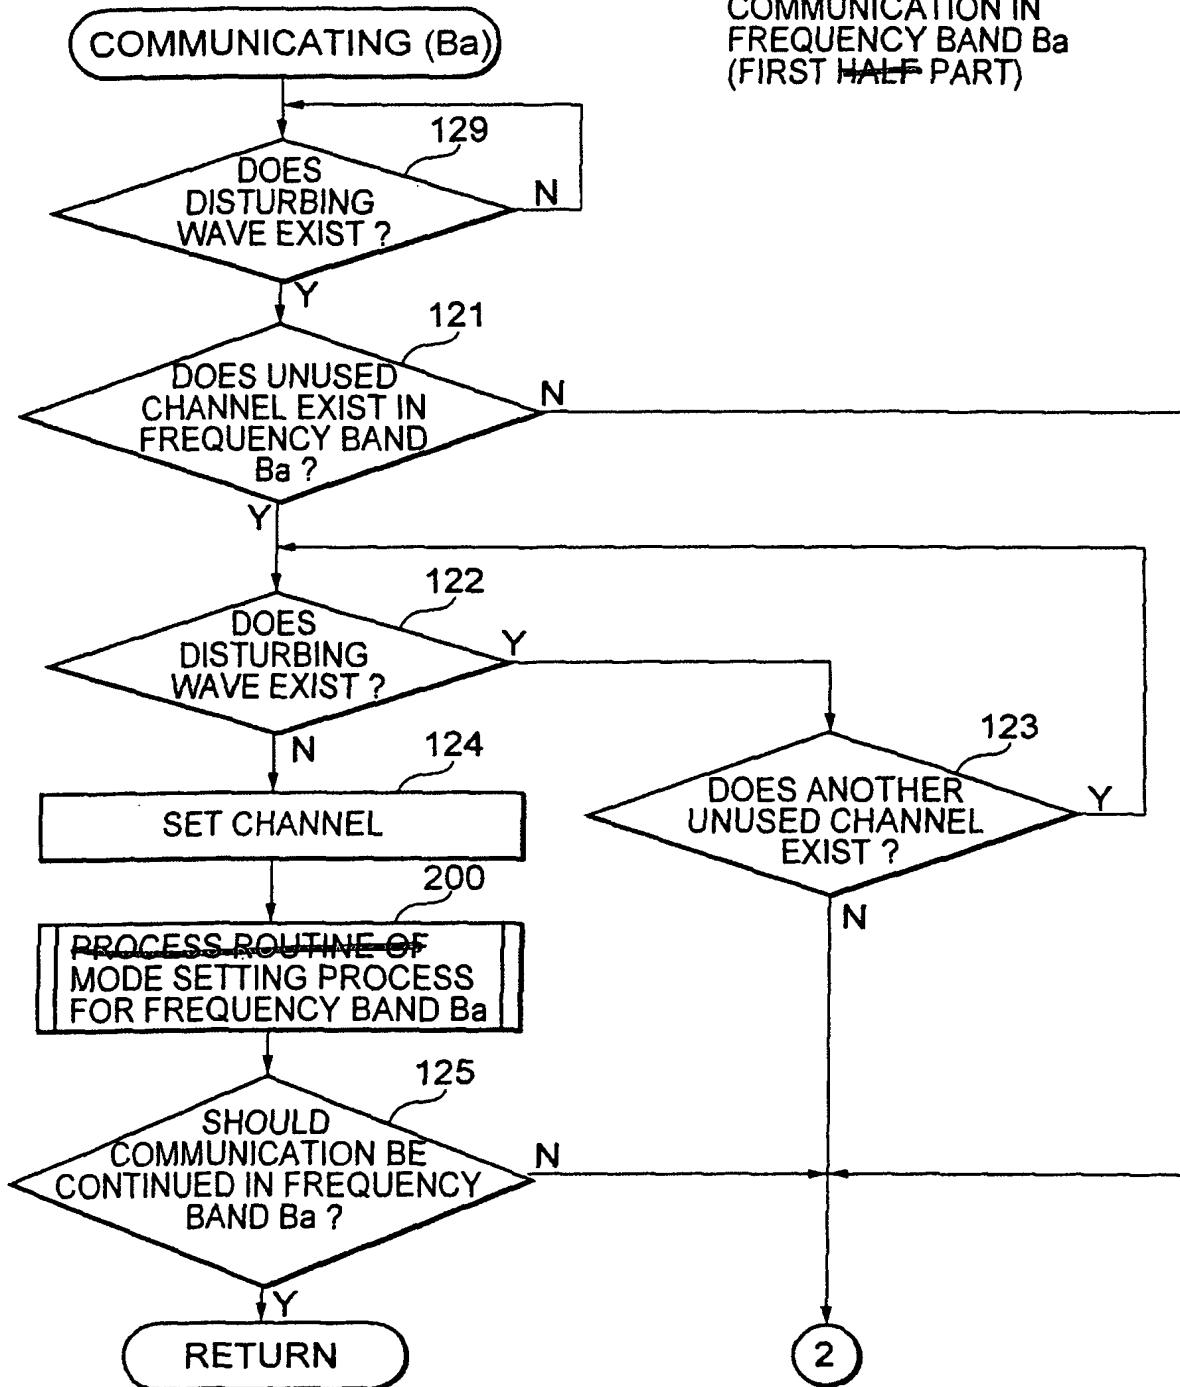 COMMUNICATION IN
FREQUENCY BAND Ba
(FIRST HALF PART)
COMMUNICATING (Ba)
129
DOES
DISTURBING
WAVE EXIST ?
N
Y
121
DOES UNUSED
CHANNEL EXIST IN
FREQUENCY BAND
Ba ?
N
Y
122
DOES
DISTURBING
WAVE EXIST ?
Y
N
123
DOES ANOTHER
UNUSED CHANNEL
EXIST ?
Y
N
124
SET CHANNEL
200
PROCESS ROUTINE OF
MODE SETTING PROCESS
FOR FREQUENCY BAND Ba
125
SHOULD
COMMUNICATION BE
CONTINUED IN FREQUENCY
BAND Ba ?
N
Y
RETURN
2